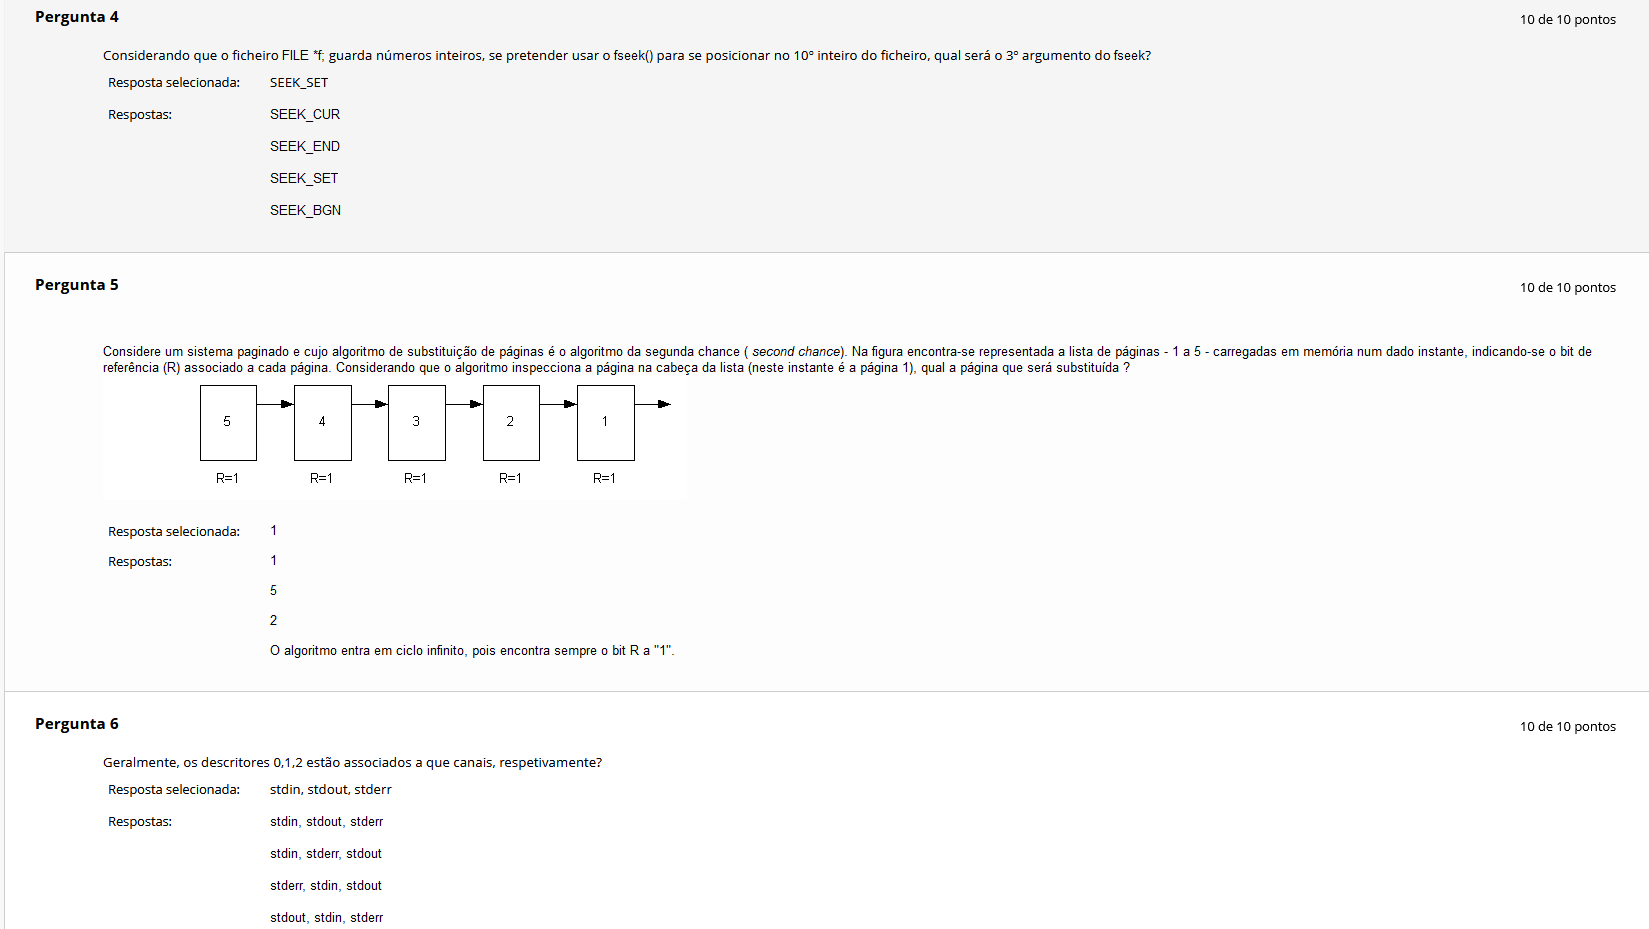 Pergunta 4
10 de 10 pontos
Considerando que o ficheiro FILE *f; guarda números inteiros, se pretender usar o fseek() para se posicionar no 10º inteiro do ficheiro, qual será o 3º argumento do fseek?
Resposta selecionada: SEEK_SET
Respostas: SEEK_CUR
SEEK_END
SEEK_SET
SEEK_BGN
Pergunta 5
10 de 10 pontos
Considere um sistema paginado e cujo algoritmo de substituição de páginas é o algoritmo da segunda chance ( second chance). Na figura encontra-se representada a lista de páginas - 1 a 5 - carregadas em memória num dado instante, indicando-se o bit de
referência (R) associado a cada página. Considerando que o algoritmo inspecciona a página na cabeça da lista (neste instante é a página 1), qual a página que será substituída ?
5 4 3 2 1
R=1 R=1 R=1 R=1 R=1
Resposta selecionada: 1
Respostas: 1
5
2
O algoritmo entra em ciclo infinito, pois encontra sempre o bit R a "1".
Pergunta 6
10 de 10 pontos
Geralmente, os descritores 0,1,2 estão associados a que canais, respetivamente?
Resposta selecionada: stdin, stdout, stderr
Respostas: stdin, stdout, stderr
stdin, stderr, stdout
stderr, stdin, stdout
stdout, stdin, stderr